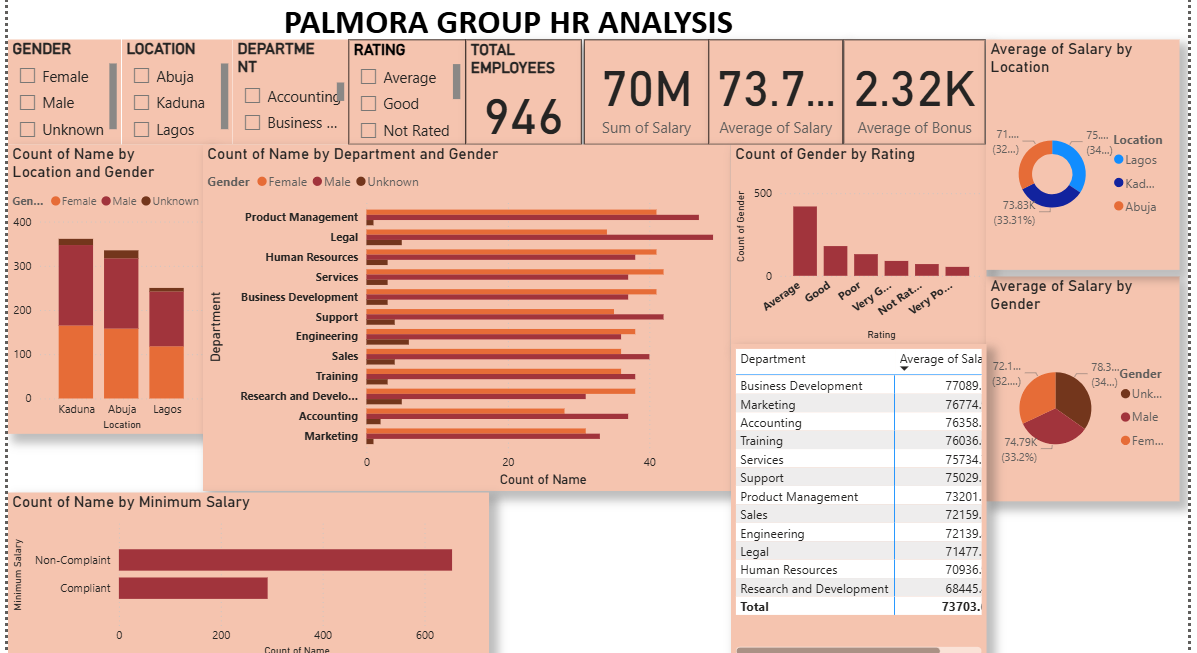 PALMORA GROUP HR ANALYSIS
GENDER
Female
Male
Unknown
LOCATION
Abuja
Kaduna
Lagos
DEPARTME
NT
Accounting
Business ...
RATING
Average
Good
Not Rated
TOTAL
EMPLOYEES
946
70M
Sum of Salary
73.7...
Average of Salary
2.32K
Average of Bonus
Average of Salary by
Location
71....
(32...)
75....
(34...)
73.83K
(33.31%)
Location
Lagos
Kad...
Abuja
Count of Name by
Location and Gender
Gen... Female Male Unknown
400
300
200
100
0
Kaduna Abuja Lagos
Location
Count of Name by Department and Gender
Gender Female Male Unknown
Department
Product Management
Legal
Human Resources
Services
Business Development
Support
Engineering
Sales
Training
Research and Develo...
Accounting
Marketing
0 20 40
Count of Name
Count of Gender by Rating
Count of Gender
500
0
Average
Good
Poor
Very G...
Not Rat...
Very Po...
Rating
Average of Salary by
Gender
72.1...
(32....)
78.3...
(34...)
74.79K
(33.2%)
Gender
Unk...
Male
Fem...
Department Average of Sala
Business Development 77089.
Marketing 76774.
Accounting 76358.
Training 76036.
Services 75734.
Support 75029.
Product Management 73201.
Sales 72159.
Engineering 72139.
Legal 71477.
Human Resources 70936.
Research and Development 68445.
Total 73703.
Count of Name by Minimum Salary
Minimum Salary
Non-Complaint
Compliant
0 200 400 600
Count of Name